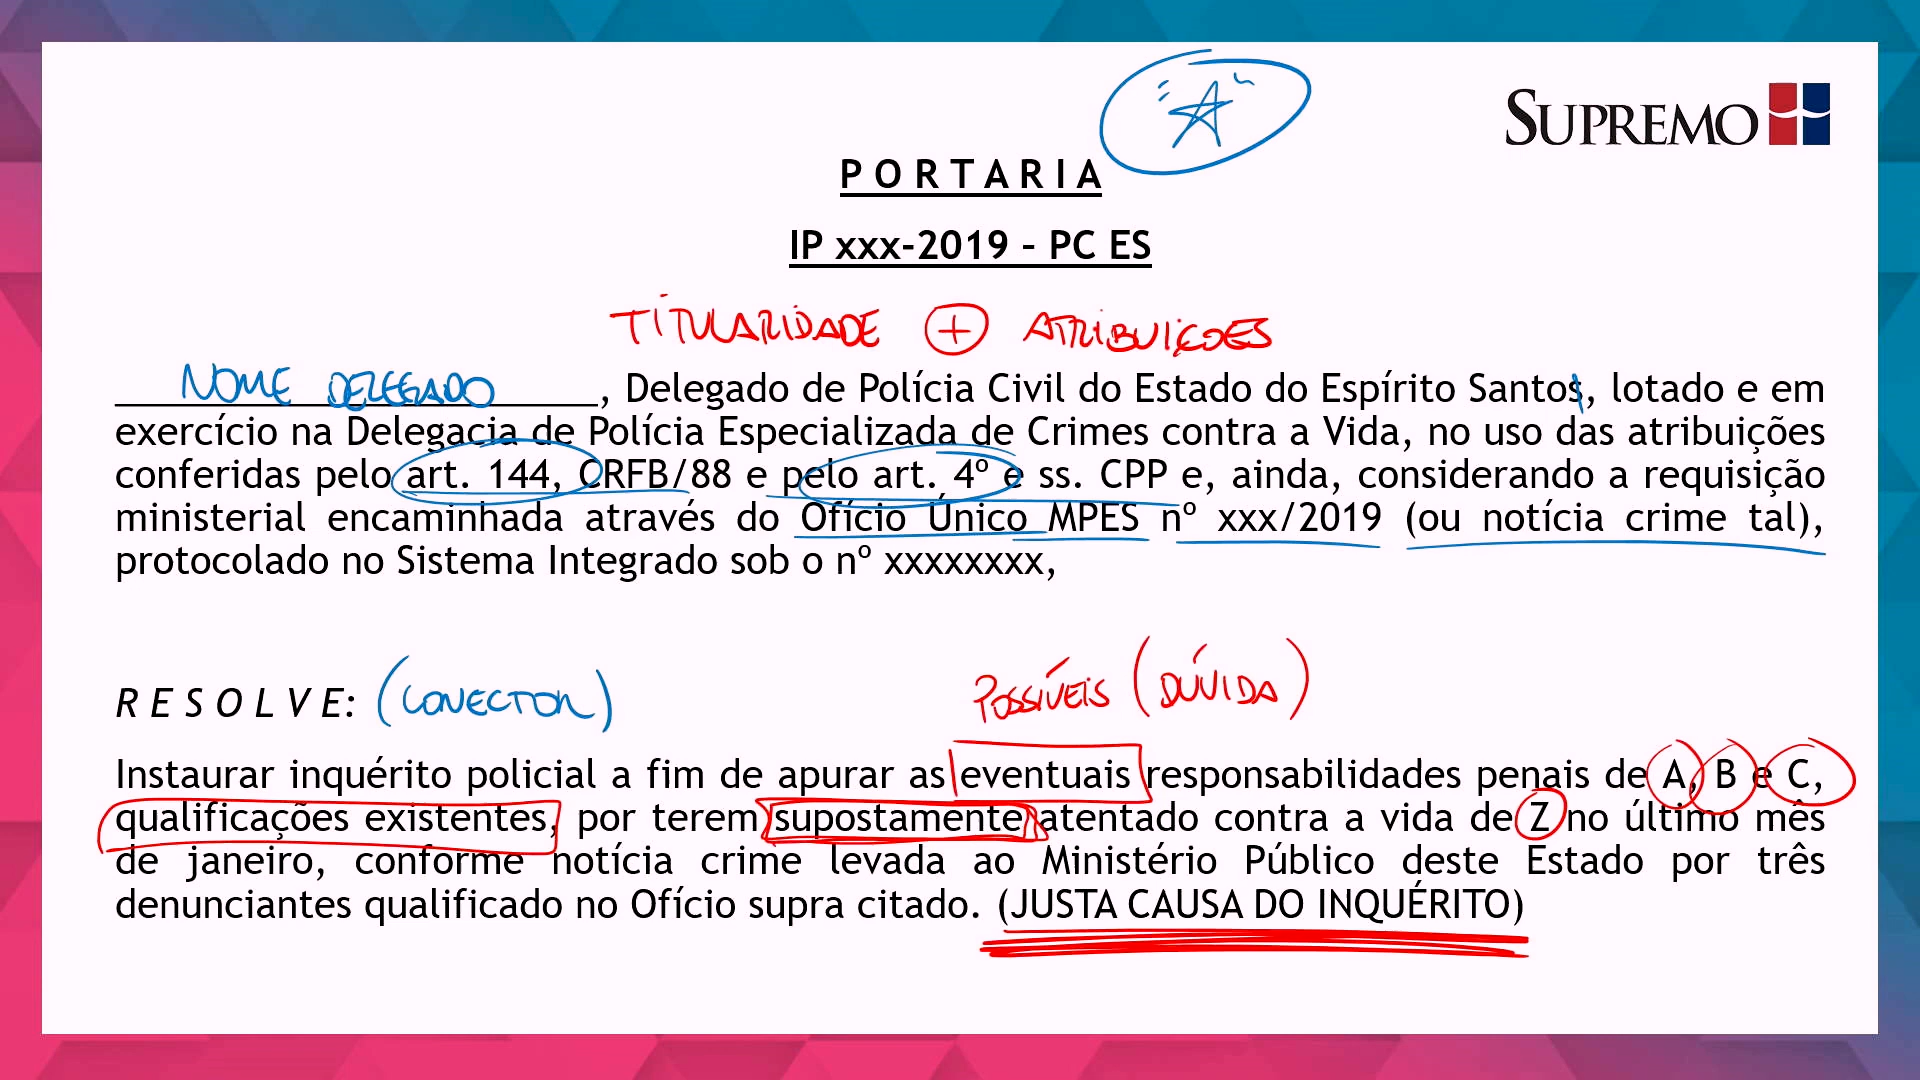 "A"
SUPREMO
PORTARIA
IP xxx-2019 – PC ES
TITULARIDADE + ATRIBUIÇOES
NOME DELEGADO
____________________, Delegado de Polícia Civil do Estado do Espírito Santos, lotado e em
exercício na Delegacia de Polícia Especializada de Crimes contra a Vida, no uso das atribuições
conferidas pelo art. 144, CRFB/88 e pelo art. 4º e ss. CPP e, ainda, considerando a requisição
ministerial encaminhada através do Ofício Único MPES nº xxx/2019 (ou notícia crime tal),
protocolado no Sistema Integrado sob o nº xxxxxxxx,
RESOLVE: (CONECTOR)
POSSÍVEIS (DÚVIDA)
Instaurar inquérito policial a fim de apurar as eventuais responsabilidades penais de A, B e C,
qualificações existentes, por terem supostamente atentado contra a vida de Z no último mês
de janeiro, conforme notícia crime levada ao Ministério Público deste Estado por três
denunciantes qualificado no Ofício supra citado. (JUSTA CAUSA DO INQUÉRITO)